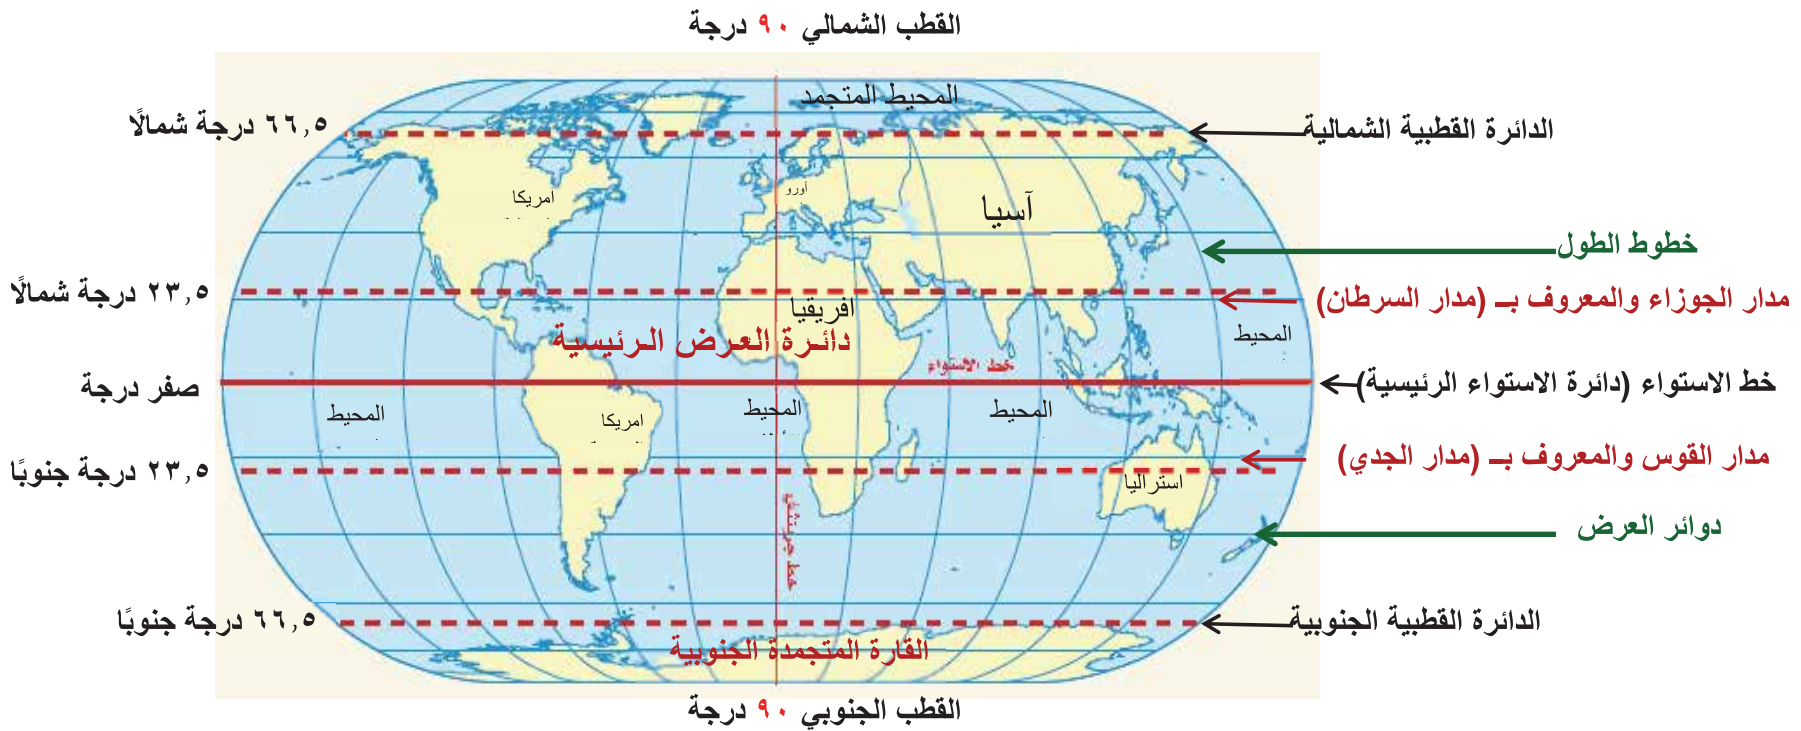 القطب الشمالي ٩٠ درجة
المحيط المتجمد
الدائرة القطبية الشمالية
٦٦,٥ درجة شمالًا
امريكا
أورو
آسيا
خطوط الطول
مدار الجوزاء والمعروف بـ (مدار السرطان)
٢٣,٥ درجة شمالًا
افريقيا
المحيط
دائرة العرض الرئيسية
خط الاستواء
خط الاستواء (دائرة الاستواء الرئيسية)
صفر درجة
المحيط
المحيط
امريكا
المحيط
مدار القوس والمعروف بـ (مدار الجدي)
٢٣,٥ درجة جنوبًا
استراليا
خط جرينتش
دوائر العرض
الدائرة القطبية الجنوبية
٦٦,٥ درجة جنوبًا
القارة المتجمدة الجنوبية
القطب الجنوبي ٩٠ درجة